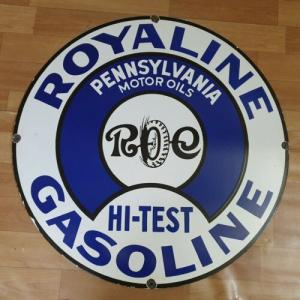 ROYALINE
PENNSYLVANIA
MOTOR OILS
ROC
HI-TEST
GASOLINE